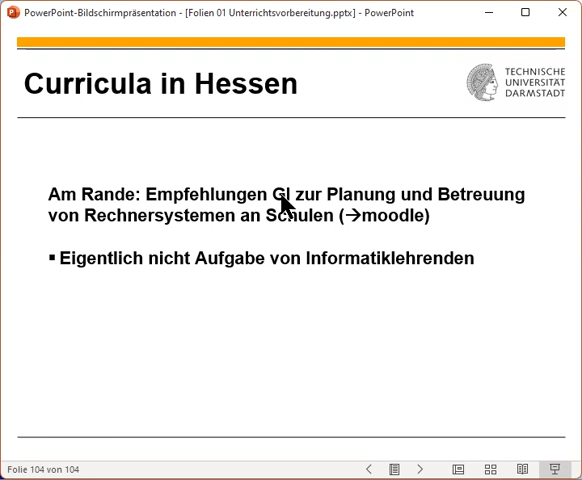 PowerPoint-Bildschirmpräsentation - [Folien 01 Unterrichtsvorbereitung.pptx] - PowerPoint
Curricula in Hessen
TECHNISCHE
UNIVERSITÄT
DARMSTADT
Am Rande: Empfehlungen GI zur Planung und Betreuung
von Rechnersystemen an Schulen (→moodle)
▪ Eigentlich nicht Aufgabe von Informatiklehrenden
Folie 104 von 104